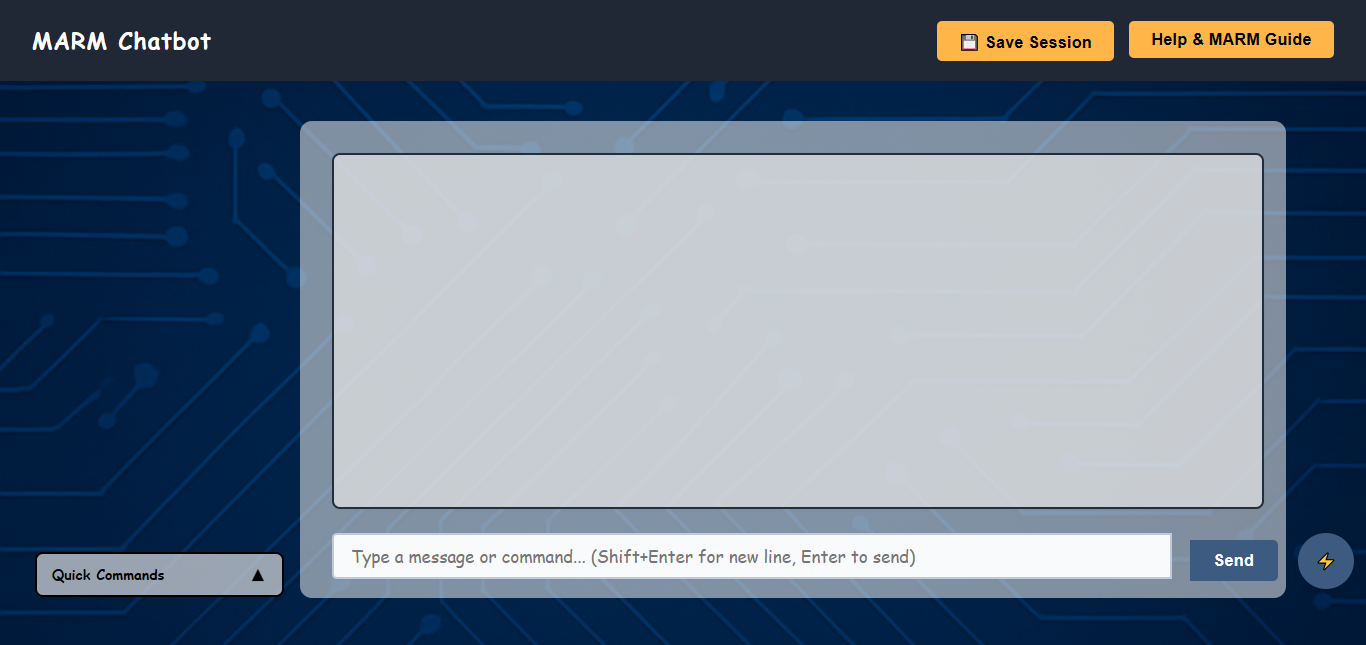 MARM Chatbot
💾 Save Session
Help & MARM Guide
Type a message or command... (Shift+Enter for new line, Enter to send)
Send
Quick Commands ▲